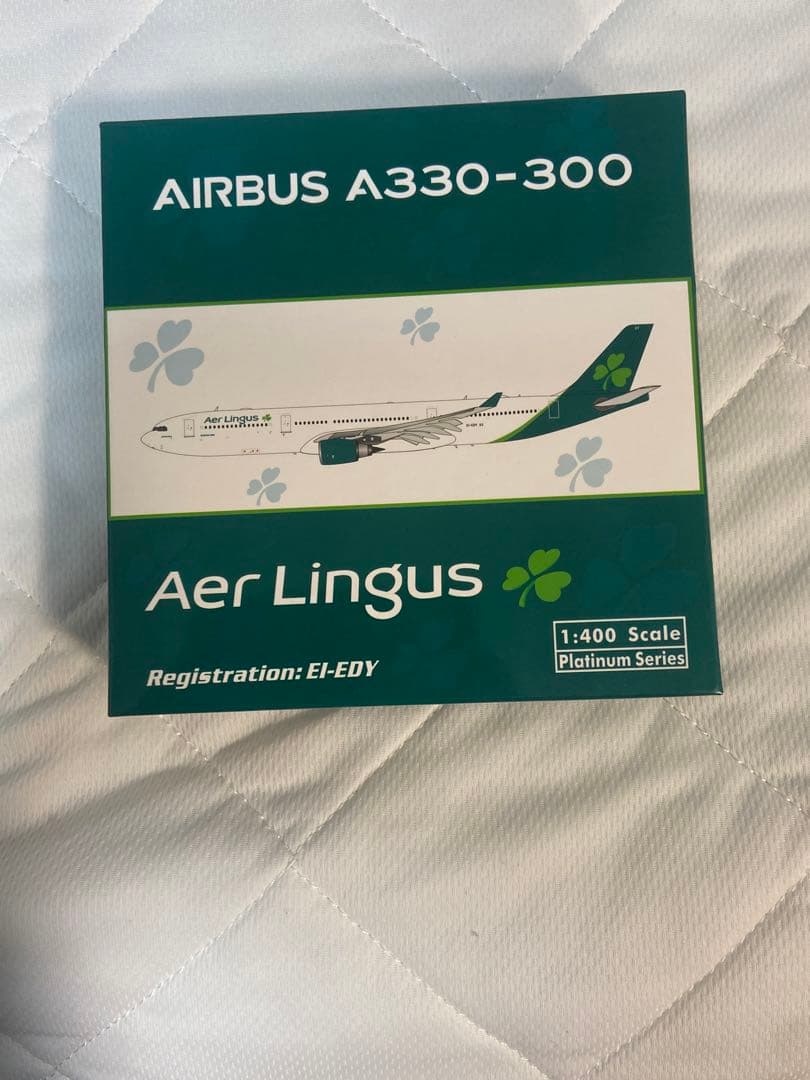 AIRBUS A330-300
Aer Lingus
Aer Lingus
Registration: EI-EDY
1:400 Scale
Platinum Series